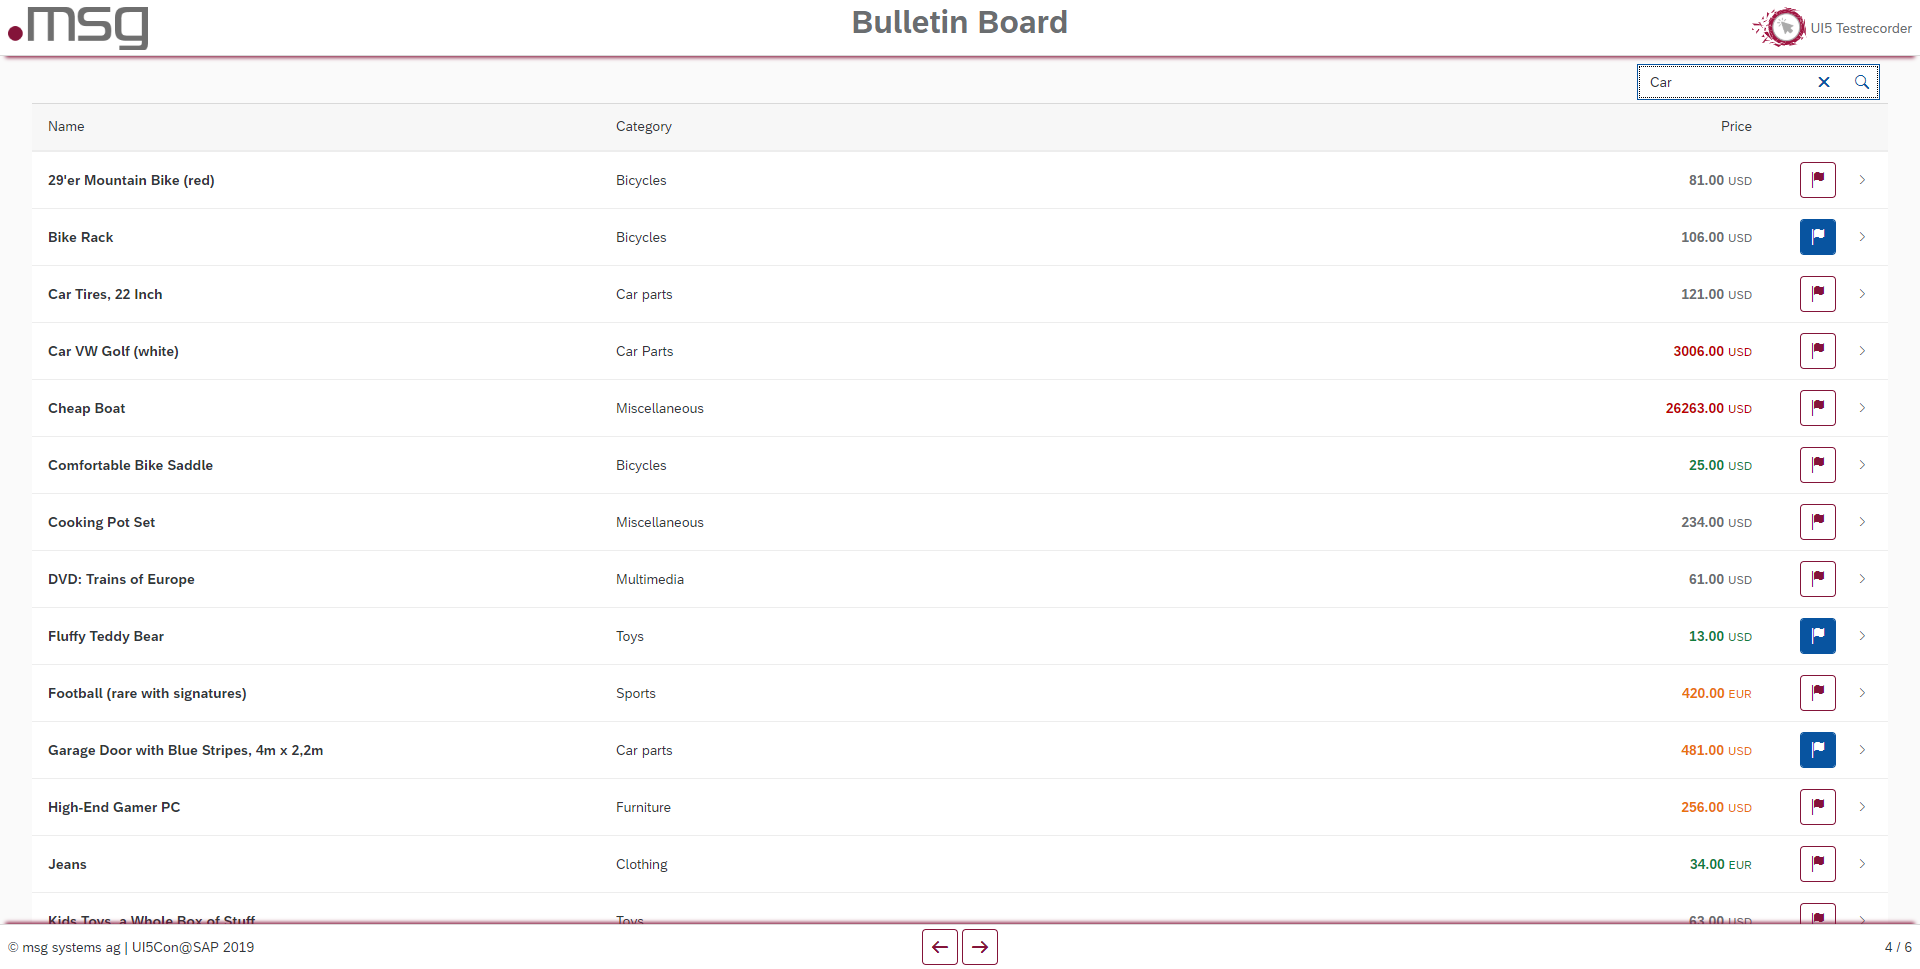 .msg
Bulletin Board
UI5 Testrecorder
Car
Name Category Price
29'er Mountain Bike (red) Bicycles 81.00 USD
Bike Rack Bicycles 106.00 USD
Car Tires, 22 Inch Car parts 121.00 USD
Car VW Golf (white) Car Parts 3006.00 USD
Cheap Boat Miscellaneous 26263.00 USD
Comfortable Bike Saddle Bicycles 25.00 USD
Cooking Pot Set Miscellaneous 234.00 USD
DVD: Trains of Europe Multimedia 61.00 USD
Fluffy Teddy Bear Toys 13.00 USD
Football (rare with signatures) Sports 420.00 EUR
Garage Door with Blue Stripes, 4m x 2,2m Car parts 481.00 USD
High-End Gamer PC Furniture 256.00 USD
Jeans Clothing 34.00 EUR
Kids Toys, a Whole Box of Stuff Toys 63.00 USD
© msg systems ag | UI5Con@SAP 2019
4 / 6